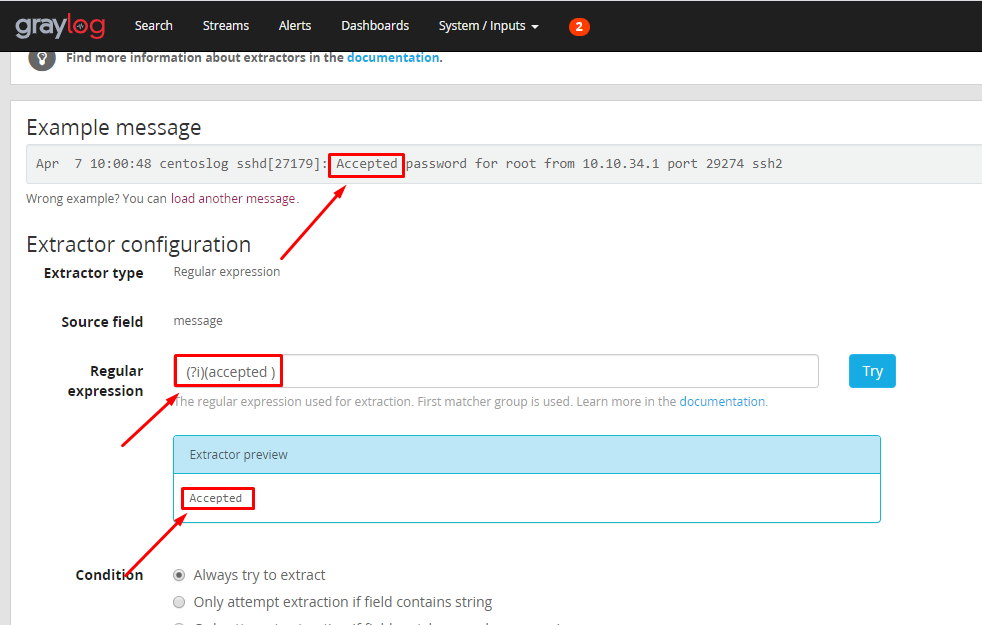 graylog Search Streams Alerts Dashboards System / Inputs 2
Find more information about extractors in the documentation.
Example message
Apr  7 10:00:48 centoslog sshd[27179]: Accepted password for root from 10.10.34.1 port 29274 ssh2
Wrong example? You can load another message.
Extractor configuration
Extractor type Regular expression
Source field message
Regular
expression
(?i)(accepted ) Try
The regular expression used for extraction. First matcher group is used. Learn more in the documentation.
Extractor preview
Accepted
Condition Always try to extract
Only attempt extraction if field contains string